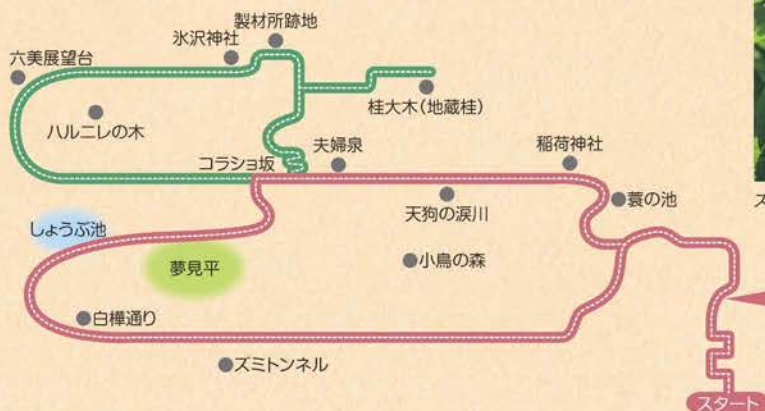 製材所跡地
氷沢神社
六美展望台
桂大木(地蔵桂)
ハルニレの木
夫婦泉
稲荷神社
コラショ坂
蓑の池
ス
天狗の涙川
しょうぶ池
小鳥の森
夢見平
白樺通り
ズミトンネル
スタート